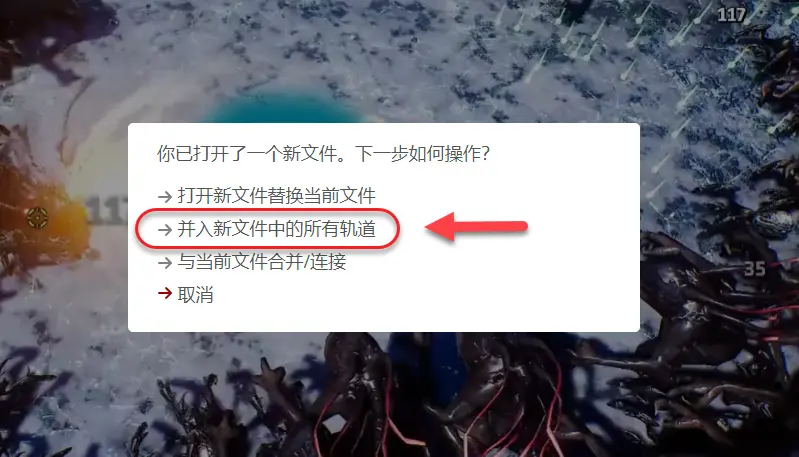 117
你已打开了一个新文件。下一步如何操作？
打开新文件替换当前文件
并入新文件中的所有轨道
与当前文件合并/连接
35
取消